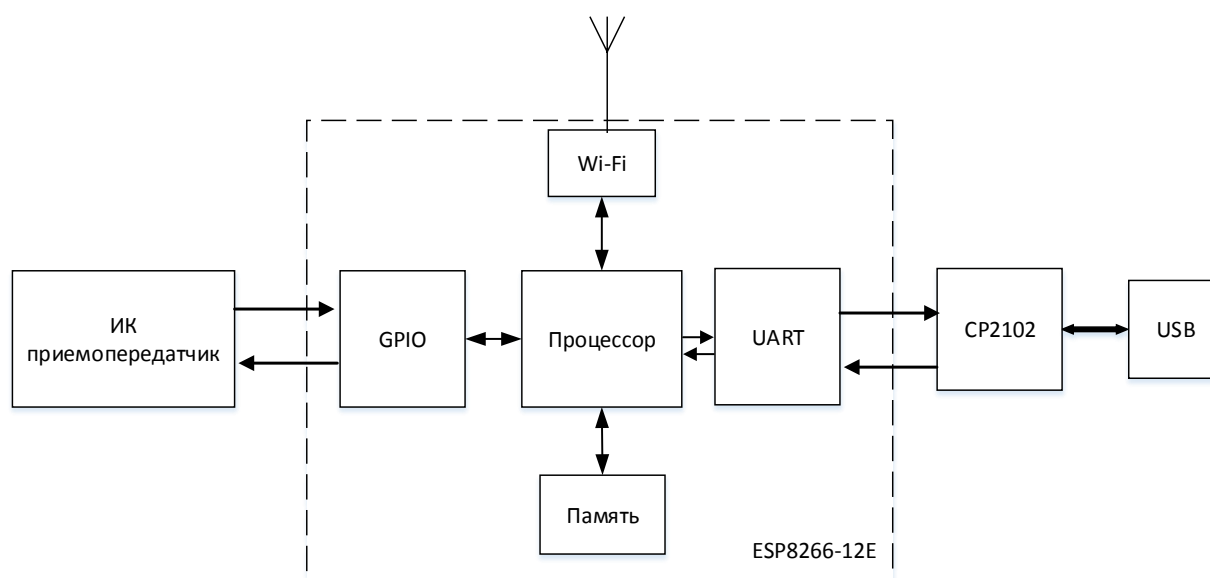 Wi-Fi
ИК
приемопередатчик
GPIO
Процессор
UART
CP2102
USB
Память
ESP8266-12E